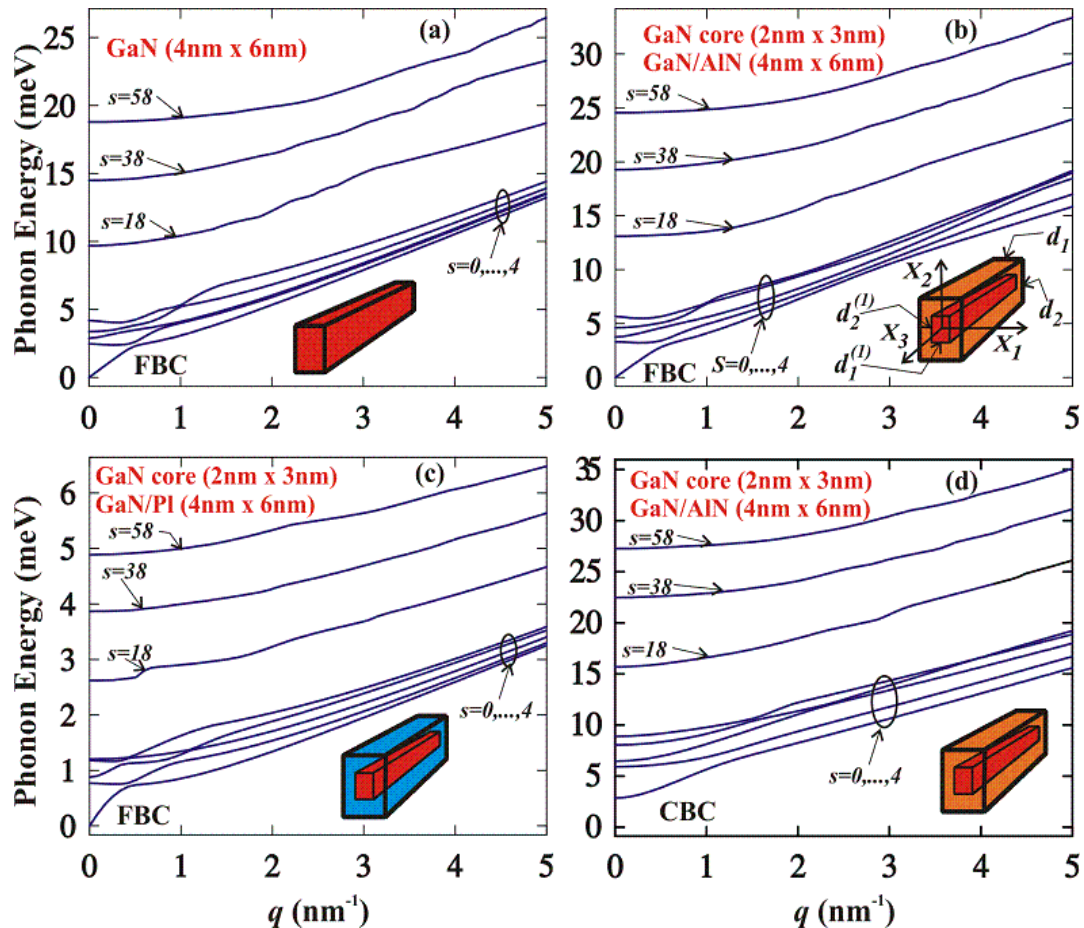 Phonon Energy (meV)
25
20
15
10
5
0
GaN (4nm x 6nm)
(a)
s=58
s=38
s=18
s=0,...,4
FBC
0 1 2 3 4 5
35
30
25
20
15
10
5
0
GaN core (2nm x 3nm)
GaN/AlN (4nm x 6nm)
(b)
s=58
s=38
s=18
S=0,...,4
FBC
d₁
X₂
d₂⁽¹⁾
d₂
X₃
X₁
d₁⁽¹⁾
0 1 2 3 4 5
Phonon Energy (meV)
6
5
4
3
2
1
0
GaN core (2nm x 3nm)
GaN/Pl (4nm x 6nm)
(c)
s=58
s=38
s=18
s=0,...,4
FBC
0 1 2 3 4 5
q (nm⁻¹)
35
30
25
20
15
10
5
0
GaN core (2nm x 3nm)
GaN/AlN (4nm x 6nm)
(d)
s=58
s=38
s=18
s=0,...,4
CBC
0 1 2 3 4 5
q (nm⁻¹)